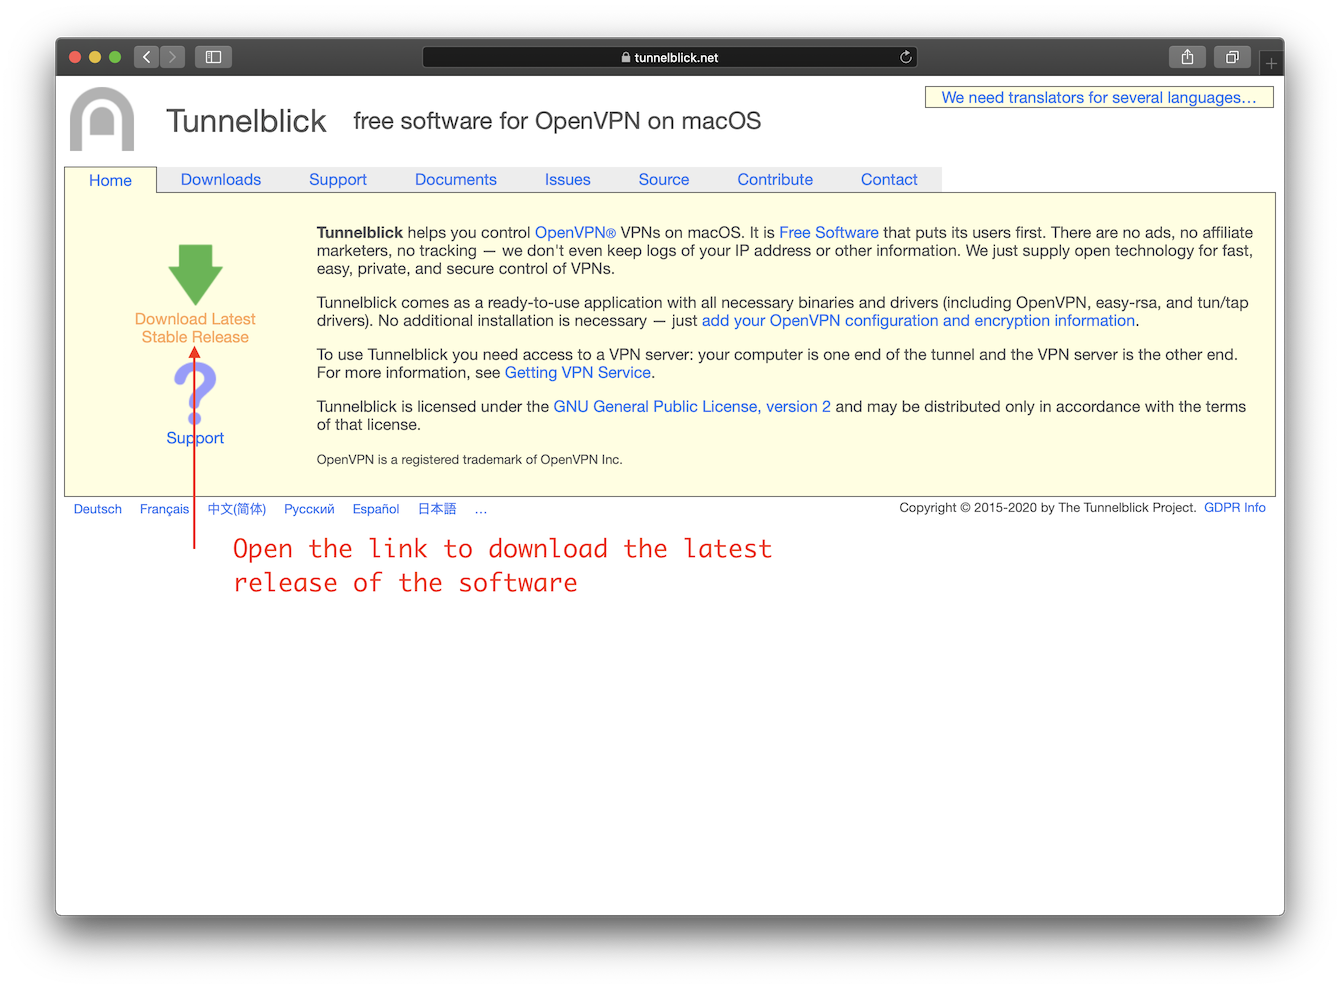 tunnelblick.net
We need translators for several languages…
Tunnelblick free software for OpenVPN on macOS
Home Downloads Support Documents Issues Source Contribute Contact
Download Latest
Stable Release
Support
Tunnelblick helps you control OpenVPN® VPNs on macOS. It is Free Software that puts its users first. There are no ads, no affiliate
marketers, no tracking — we don't even keep logs of your IP address or other information. We just supply open technology for fast,
easy, private, and secure control of VPNs.
Tunnelblick comes as a ready-to-use application with all necessary binaries and drivers (including OpenVPN, easy-rsa, and tun/tap
drivers). No additional installation is necessary — just add your OpenVPN configuration and encryption information.
To use Tunnelblick you need access to a VPN server: your computer is one end of the tunnel and the VPN server is the other end.
For more information, see Getting VPN Service.
Tunnelblick is licensed under the GNU General Public License, version 2 and may be distributed only in accordance with the terms
of that license.
OpenVPN is a registered trademark of OpenVPN Inc.
Deutsch Français 中文(简体) Русский Español 日本語 …
Copyright © 2015-2020 by The Tunnelblick Project. GDPR Info
Open the link to download the latest
release of the software